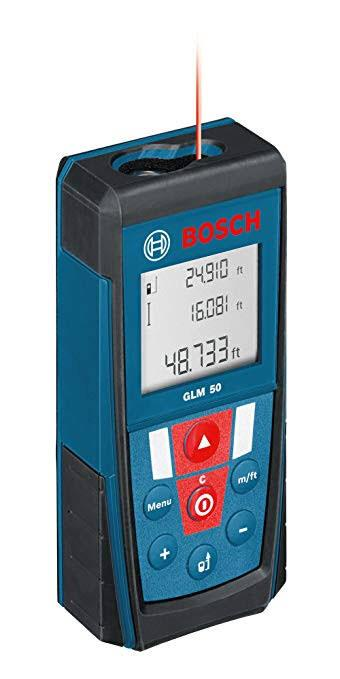 BOSCH
24.910 ft
16.081 ft
48.733 ft
GLM 50
C
Menu
m/ft
+
-